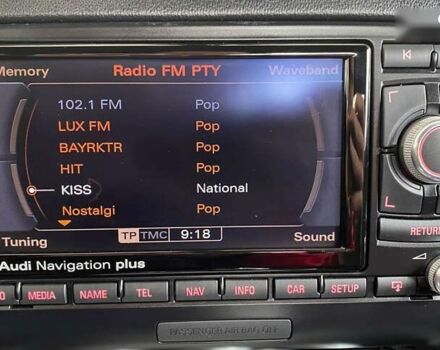 Memory Radio FM PTY Waveband
102.1 FM Pop
LUX FM Pop
BAYRKTR Pop
HIT Pop
KISS National
Nostalgi Pop
Tuning TP TMC 9:18 Sound
RETURN
Audi Navigation plus
MEDIA NAME TEL NAV INFO CAR SETUP
PASSENGER AIR BAG OFF